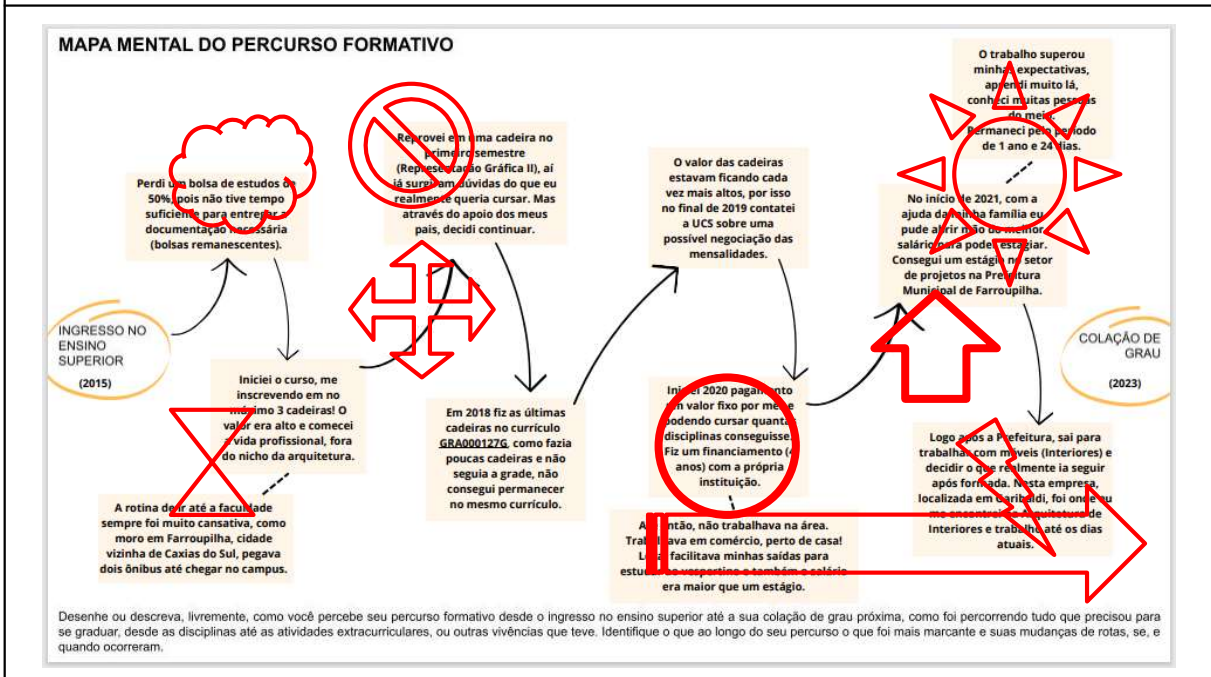 MAPA MENTAL DO PERCURSO FORMATIVO
INGRESSO NO
ENSINO
SUPERIOR
(2015)
Perdi um bolsa de estudos de
50%, pois não tive tempo
suficiente para entregar a
documentação necessária
(bolsas remanescentes).
Iniciei o curso, me
inscrevendo em no
máximo 3 cadeiras! O
valor era alto e comecei
a vida profissional, fora
do nicho da arquitetura.
A rotina de ir até a faculdade
sempre foi muito cansativa, como
moro em Farroupilha, cidade
vizinha de Caxias do Sul, pegava
dois ônibus até chegar no campus.
Reprovei em uma cadeira no
primeiro semestre
(Representação Gráfica II), aí
já surgiram dúvidas do que eu
realmente queria cursar. Mas
através do apoio dos meus
pais, decidi continuar.
Em 2018 fiz as últimas
cadeiras no currículo
GRA000127G, como fazia
poucas cadeiras e não
seguia a grade, não
consegui permanecer
no mesmo currículo.
O valor das cadeiras
estavam ficando cada
vez mais altos, por isso
no final de 2019 contatei
a UCS sobre uma
possível negociação das
mensalidades.
Iniciei 2020 pagamento
um valor fixo por mês e
podendo cursar quantas
disciplinas conseguisse.
Fiz um financiamento (4
anos) com a própria
instituição.
Até então, não trabalhava na área.
Trabalhava em comércio, perto de casa!
facilitava minhas saídas para
estudar vespertino e também o salário
era maior que um estágio.
O trabalho superou
minhas expectativas,
aprendi muito lá,
conheci muitas pessoas
do meio.
Permaneci pelo período
de 1 ano e 24 dias.
No início de 2021, com a
ajuda da minha família eu
pude abrir mão do melhor
salário para poder estagiar.
Consegui um estágio no setor
de projetos na Prefeitura
Municipal de Farroupilha.
Logo após a Prefeitura, sai para
trabalhar com móveis (Interiores) e
decidir o que realmente ia seguir
após formada. Nesta empresa,
localizada em Garibaldi, foi onde eu
me encontrei na Arquitetura de
Interiores e trabalho até os dias
atuais.
COLAÇÃO DE
GRAU
(2023)
Desenhe ou descreva, livremente, como você percebe seu percurso formativo desde o ingresso no ensino superior até a sua colação de grau próxima, como foi percorrendo tudo que precisou para
se graduar, desde as disciplinas até as atividades extracurriculares, ou outras vivências que teve. Identifique o que ao longo do seu percurso o que foi mais marcante e suas mudanças de rotas, se, e
quando ocorreram.